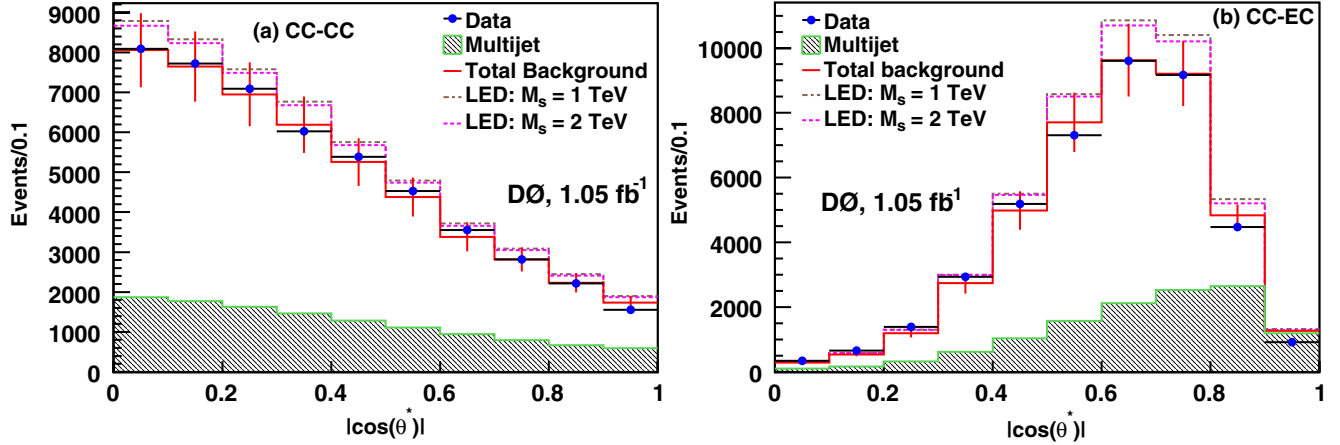 (a) CC-CC
Data
Multijet
Total Background
LED: Ms = 1 TeV
LED: Ms = 2 TeV
DØ, 1.05 fb-1
Events/0.1
9000
8000
7000
6000
5000
4000
3000
2000
1000
0
0 0.2 0.4 0.6 0.8 1
|cos(θ*)|
(b) CC-EC
Data
Multijet
Total background
LED: Ms = 1 TeV
LED: Ms = 2 TeV
DØ, 1.05 fb-1
Events/0.1
10000
8000
6000
4000
2000
0
0 0.2 0.4 0.6 0.8 1
|cos(θ*)|